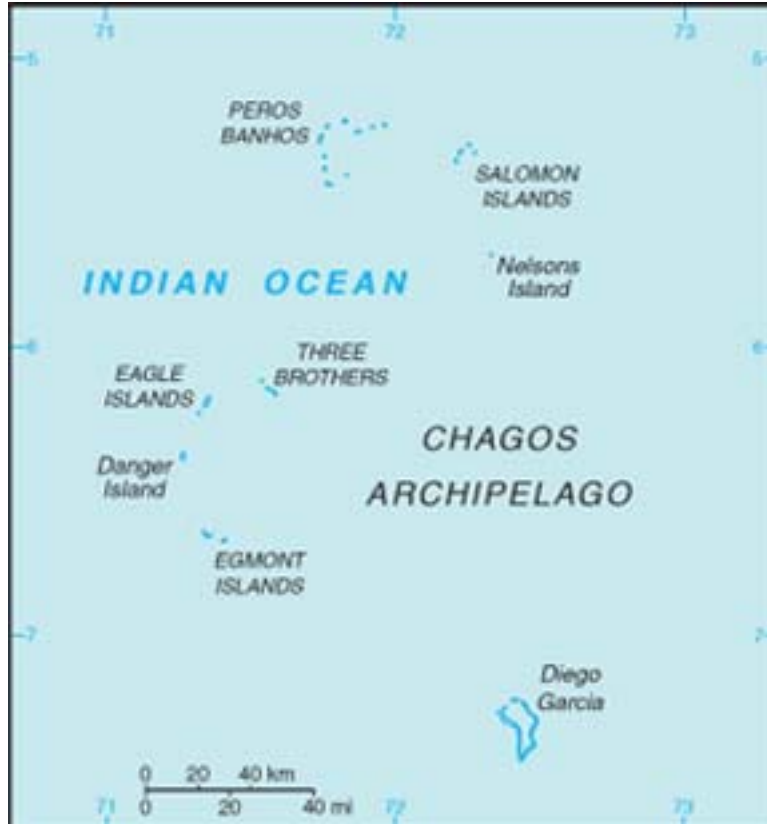 71 72 73
5 5
PEROS
BANHOS
SALOMON
ISLANDS
INDIAN OCEAN
Nelsons
Island
6 6
THREE
BROTHERS
EAGLE
ISLANDS
CHAGOS
ARCHIPELAGO
Danger
Island
EGMONT
ISLANDS
7 7
Diego
Garcia
0 20 40 km
0 20 40 mi
71 72 73